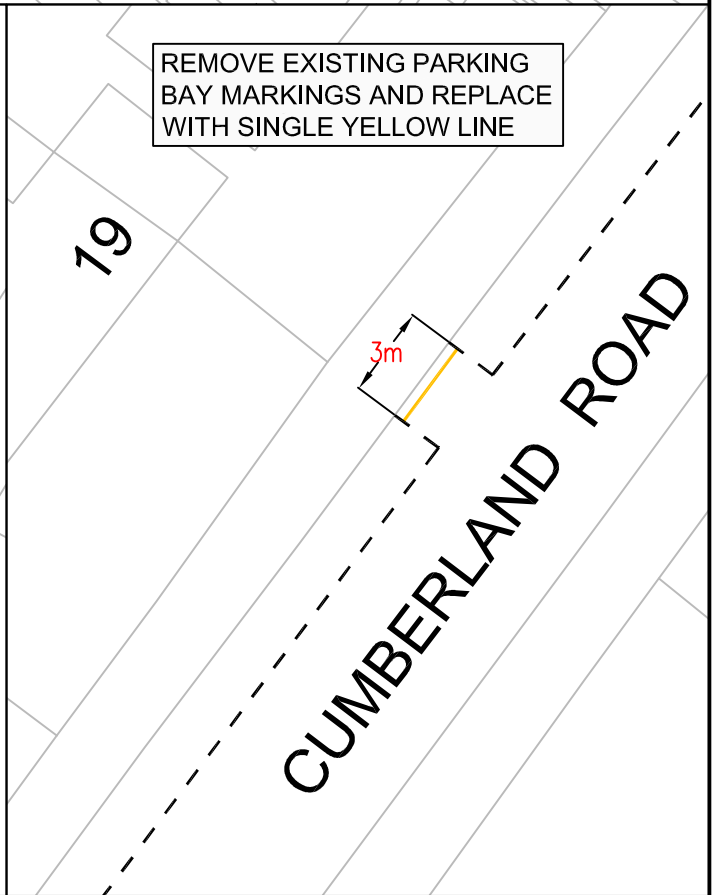 REMOVE EXISTING PARKING
BAY MARKINGS AND REPLACE
WITH SINGLE YELLOW LINE
19
3m
CUMBERLAND ROAD